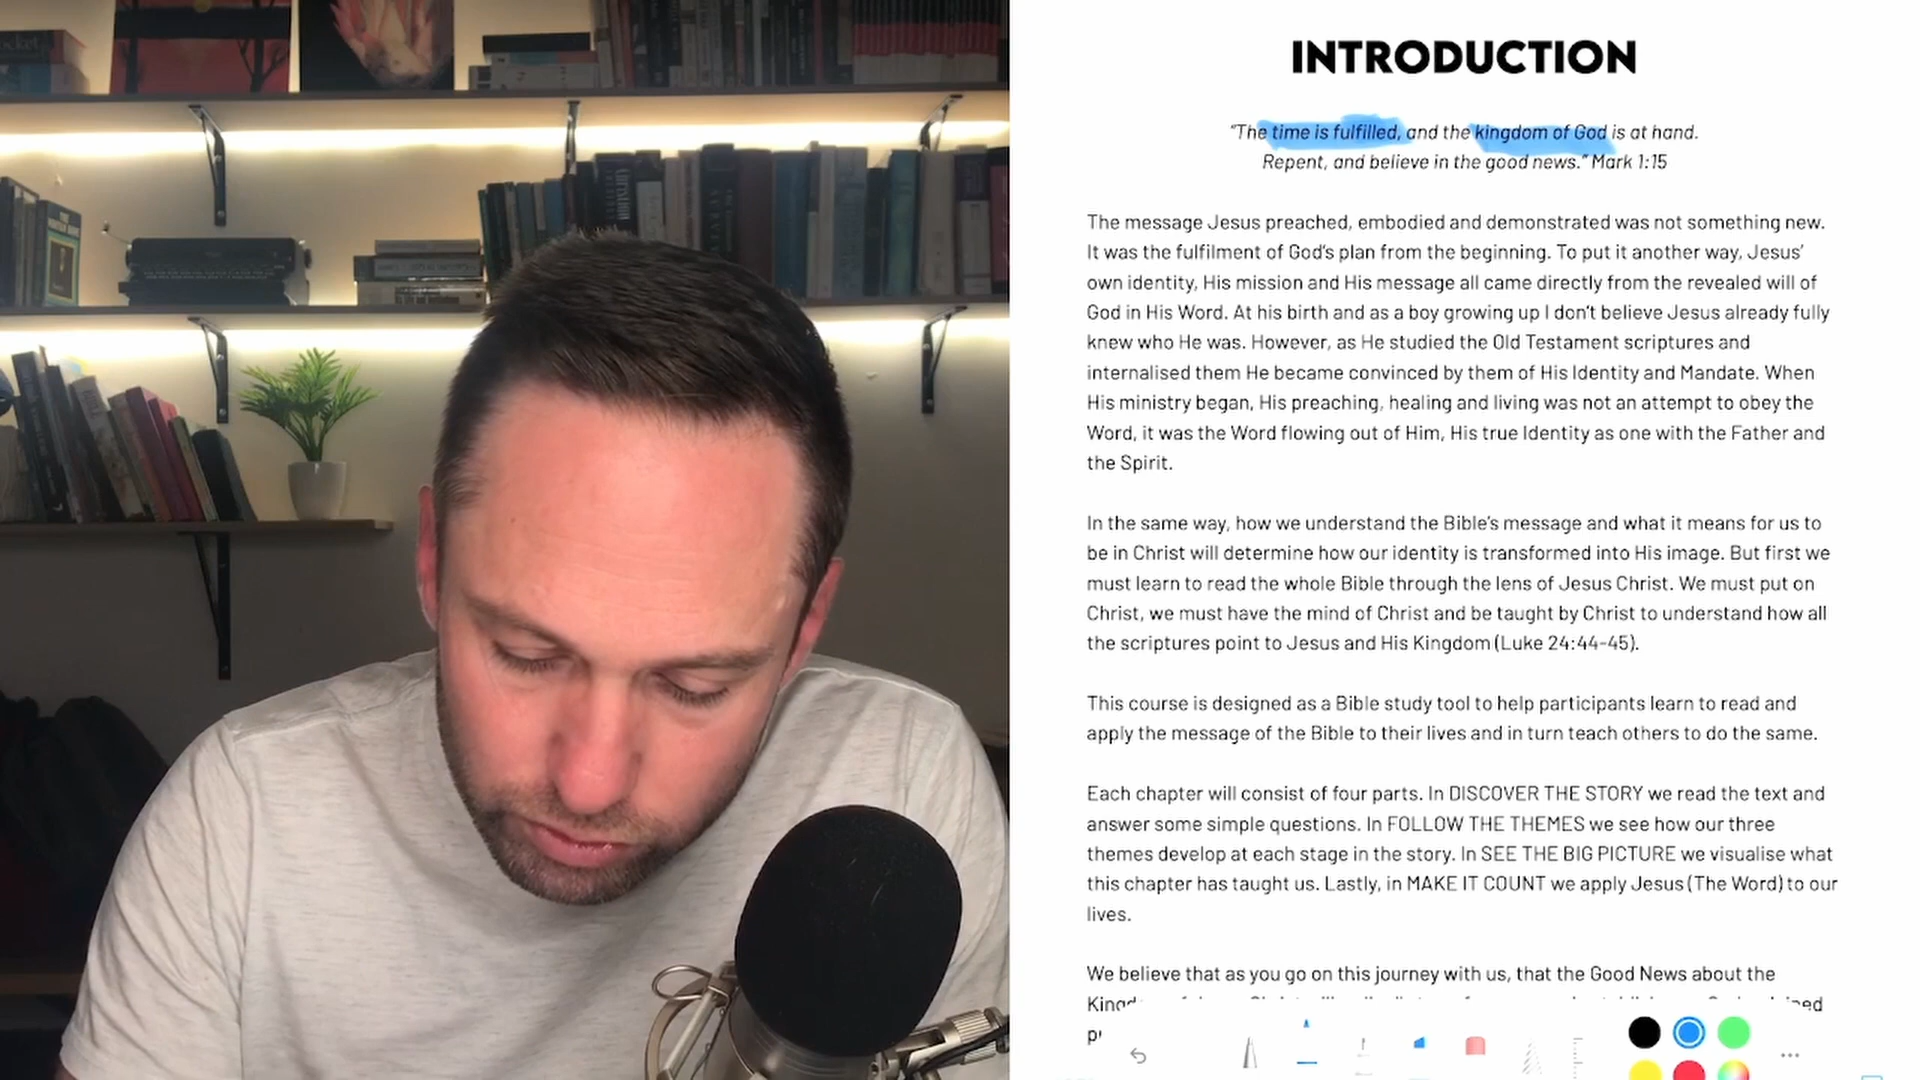 INTRODUCTION
"The time is fulfilled, and the kingdom of God is at hand.
Repent, and believe in the good news." Mark 1:15
The message Jesus preached, embodied and demonstrated was not something new.
It was the fulfilment of God's plan from the beginning. To put it another way, Jesus'
own identity, His mission and His message all came directly from the revealed will of
God in His Word. At his birth and as a boy growing up I don't believe Jesus already fully
knew who He was. However, as He studied the Old Testament scriptures and
internalised them He became convinced by them of His Identity and Mandate. When
His ministry began, His preaching, healing and living was not an attempt to obey the
Word, it was the Word flowing out of Him, His true Identity as one with the Father and
the Spirit.
In the same way, how we understand the Bible's message and what it means for us to
be in Christ will determine how our identity is transformed into His image. But first we
must learn to read the whole Bible through the lens of Jesus Christ. We must put on
Christ, we must have the mind of Christ and be taught by Christ to understand how all
the scriptures point to Jesus and His Kingdom (Luke 24:44-45).
This course is designed as a Bible study tool to help participants learn to read and
apply the message of the Bible to their lives and in turn teach others to do the same.
Each chapter will consist of four parts. In DISCOVER THE STORY we read the text and
answer some simple questions. In FOLLOW THE THEMES we see how our three
themes develop at each stage in the story. In SEE THE BIG PICTURE we visualise what
this chapter has taught us. Lastly, in MAKE IT COUNT we apply Jesus (The Word) to our
lives.
We believe that as you go on this journey with us, that the Good News about the